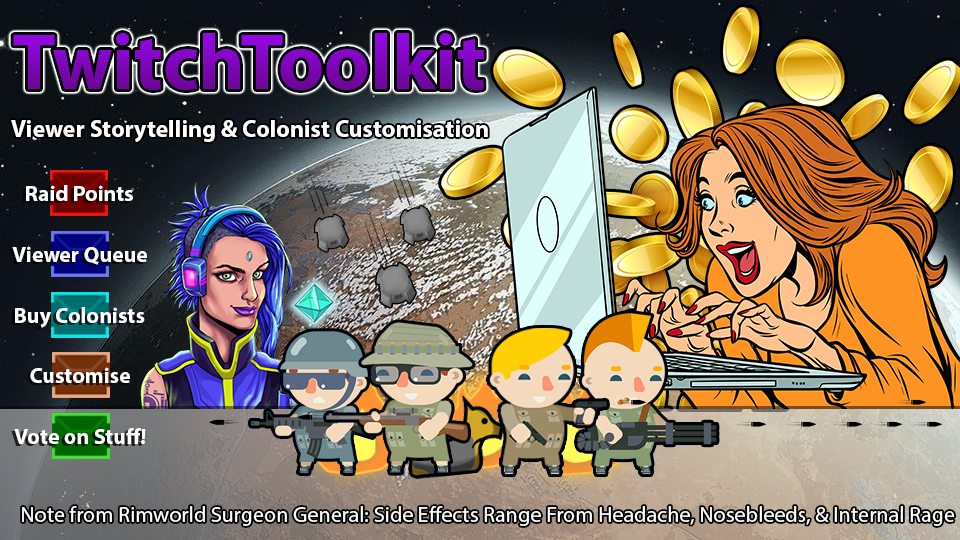 TwitchToolkit
Viewer Storytelling & Colonist Customisation
Raid Points
Viewer Queue
Buy Colonists
Customise
Vote on Stuff!
Note from Rimworld Surgeon General: Side Effects Range From Headache, Nosebleeds, & Internal Rage